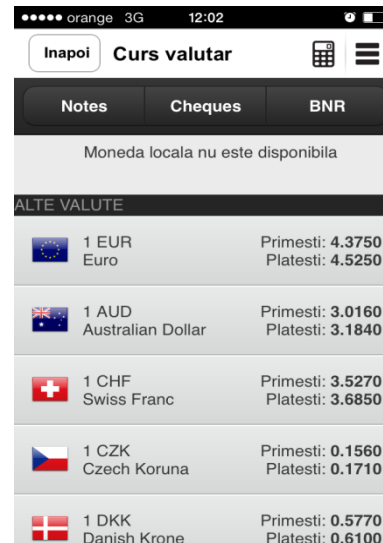 orange 3G 12:02
Inapoi Curs valutar
Notes Cheques BNR
Moneda locala nu este disponibila
ALTE VALUTE
1 EUR Primesti: 4.3750
Euro Platesti: 4.5250
1 AUD Primesti: 3.0160
Australian Dollar Platesti: 3.1840
1 CHF Primesti: 3.5270
Swiss Franc Platesti: 3.6850
1 CZK Primesti: 0.1560
Czech Koruna Platesti: 0.1710
1 DKK Primesti: 0.5770
Danish Krone Platesti: 0.6100